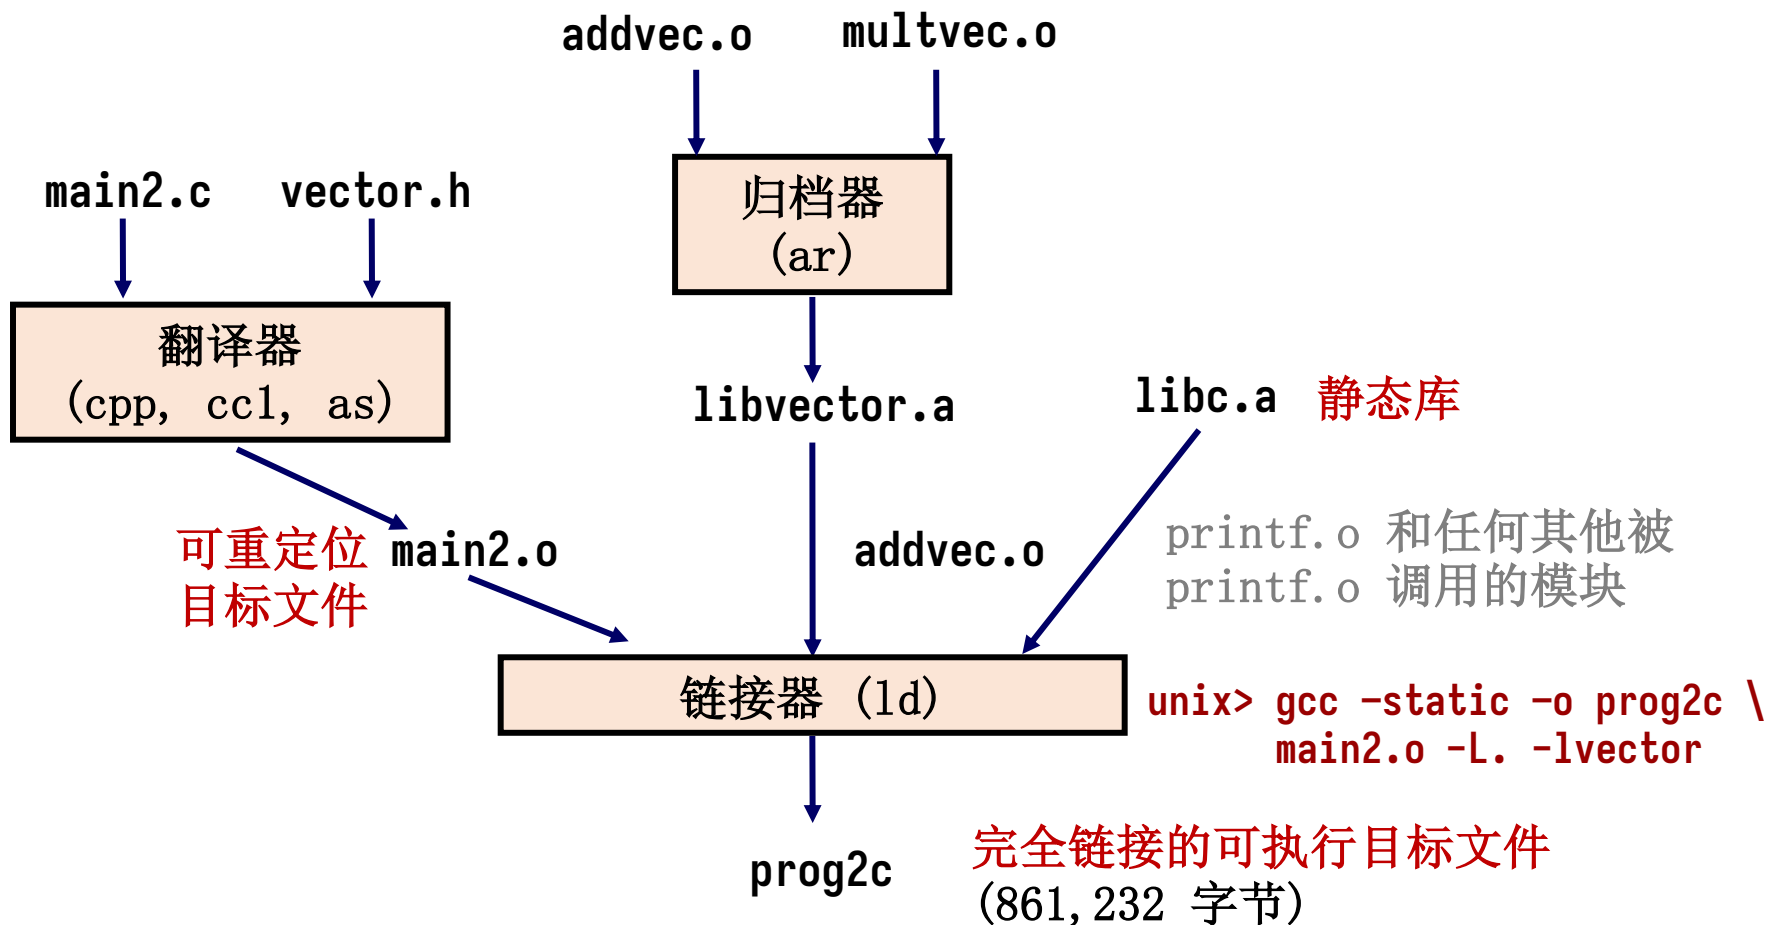 addvec.o
multvec.o
main2.c
vector.h
归档器
(ar)
翻译器
(cpp, cc1, as)
libvector.a
libc.a 静态库
可重定位
目标文件
main2.o
addvec.o
printf.o 和任何其他被
printf.o 调用的模块
链接器 (ld)
unix> gcc -static -o prog2c \
main2.o -L. -lvector
prog2c
完全链接的可执行目标文件
(861,232 字节)